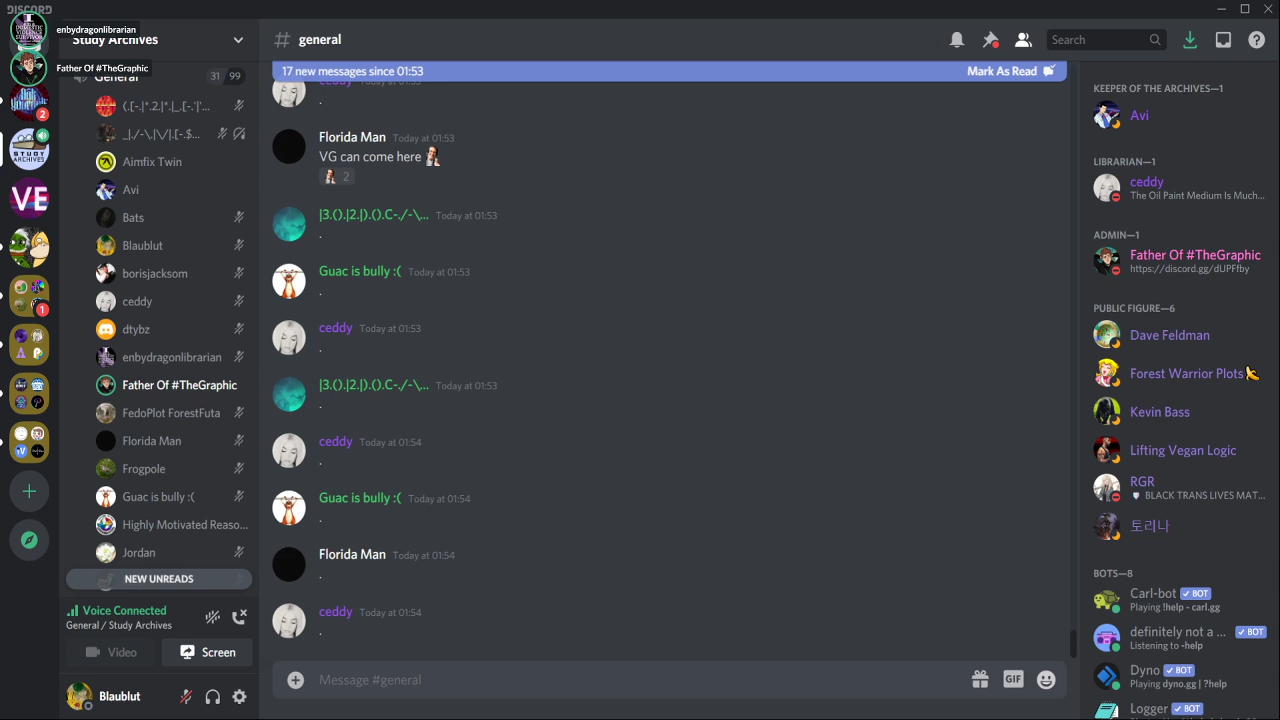 DISCORD
enbydragonlibrarian
Study Archives
Father Of #TheGraphic
General
31 99
(.[-.|*.2.|*.|_.[-.'|'...
_|./-\.|\/|.[-.$...
Aimfix Twin
Avi
Bats
Blaublut
borisjacksom
ceddy
dtybz
enbydragonlibrarian
Father Of #TheGraphic
FedoPlot ForestFuta
Florida Man
Frogpole
Guac is bully :(
Highly Motivated Reaso...
Jordan
NEW UNREADS
Voice Connected
General / Study Archives
Video
Screen
Blaublut
2
STUDY
ARCHIVES
VE
1
# general
Search
17 new messages since 01:53
Mark As Read
ceddy Today at 01:53
.
Florida Man Today at 01:53
VG can come here
2
|3.().|2.|).().C-./-\... Today at 01:53
.
Guac is bully :( Today at 01:53
.
ceddy Today at 01:53
.
|3.().|2.|).().C-./-\... Today at 01:53
.
ceddy Today at 01:54
.
Guac is bully :( Today at 01:54
.
Florida Man Today at 01:54
.
ceddy Today at 01:54
.
Message #general
GIF
KEEPER OF THE ARCHIVES—1
Avi
LIBRARIAN—1
ceddy
The Oil Paint Medium Is Much...
ADMIN—1
Father Of #TheGraphic
https://discord.gg/dUPFfby
PUBLIC FIGURE—6
Dave Feldman
Forest Warrior Plots
Kevin Bass
Lifting Vegan Logic
RGR
BLACK TRANS LIVES MAT...
토리나
BOTS—8
Carl-bot ✓ BOT
Playing !help - carl.gg
definitely not a ... ✓ BOT
Listening to -help
Dyno ✓ BOT
Playing dyno.gg | ?help
Logger ✓ BOT